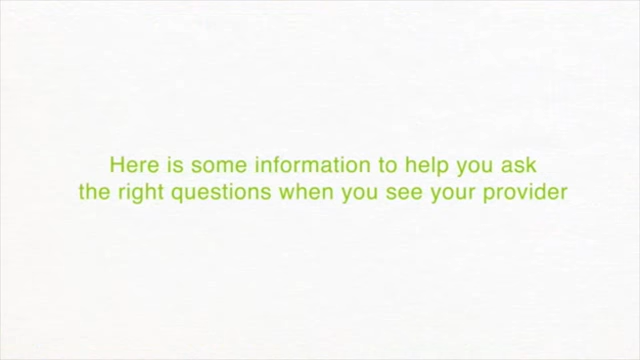 Here is some information to help you ask
the right questions when you see your provider